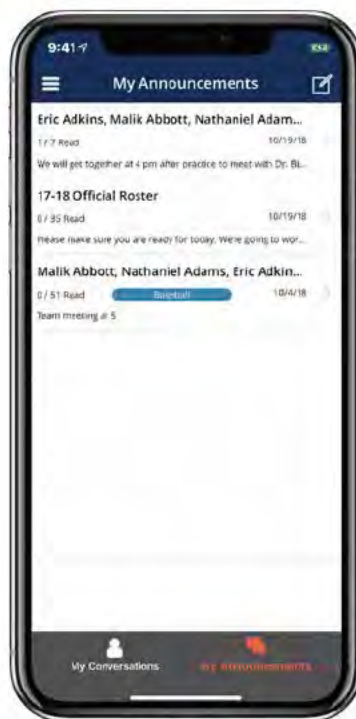 9:41
My Announcements
Eric Adkins, Malik Abbott, Nathaniel Adam...
1 / 7 Read 10/19/18
We will get together at 4 pm after practice to meet with Dr. BL...
17-18 Official Roster
0 / 35 Read 10/19/18
Please make sure you are ready for today. We're going to wor...
Malik Abbott, Nathaniel Adams, Eric Adkin...
0 / 51 Read Baseball 10/4/18
Team meeting at 5
My Conversations My Announcements